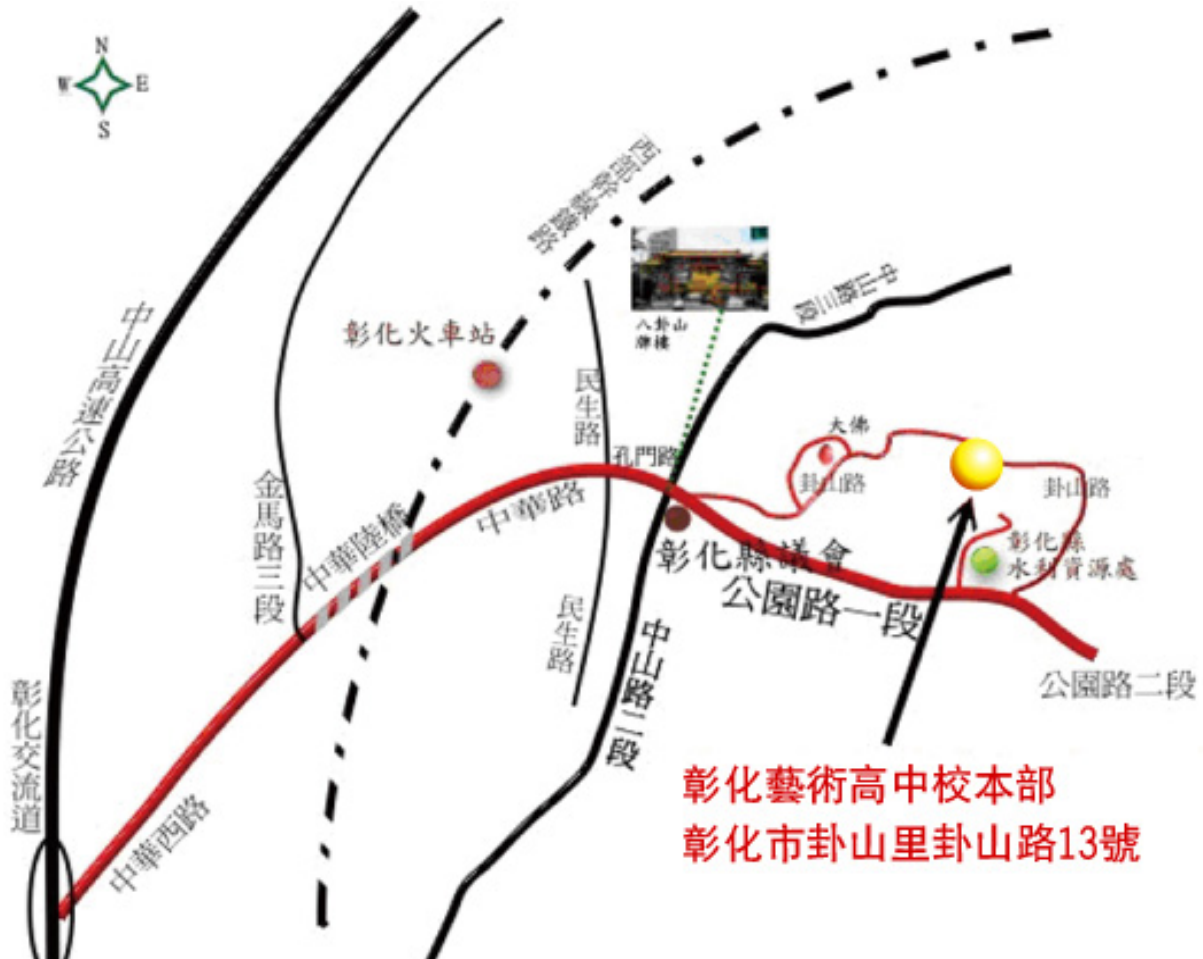 N
W E
S
西部幹線鐵路
中山高速公路
中山路三段
八卦山
牌樓
彰化火車站
民生路
大佛
孔門路
卦山路
卦山路
金馬路三段
中華陸橋
中華路
彰化縣議會
彰化縣
水利資源處
公園路一段
民生路
中山路二段
公園路二段
彰化交流道
中華西路
彰化藝術高中校本部
彰化市卦山里卦山路13號